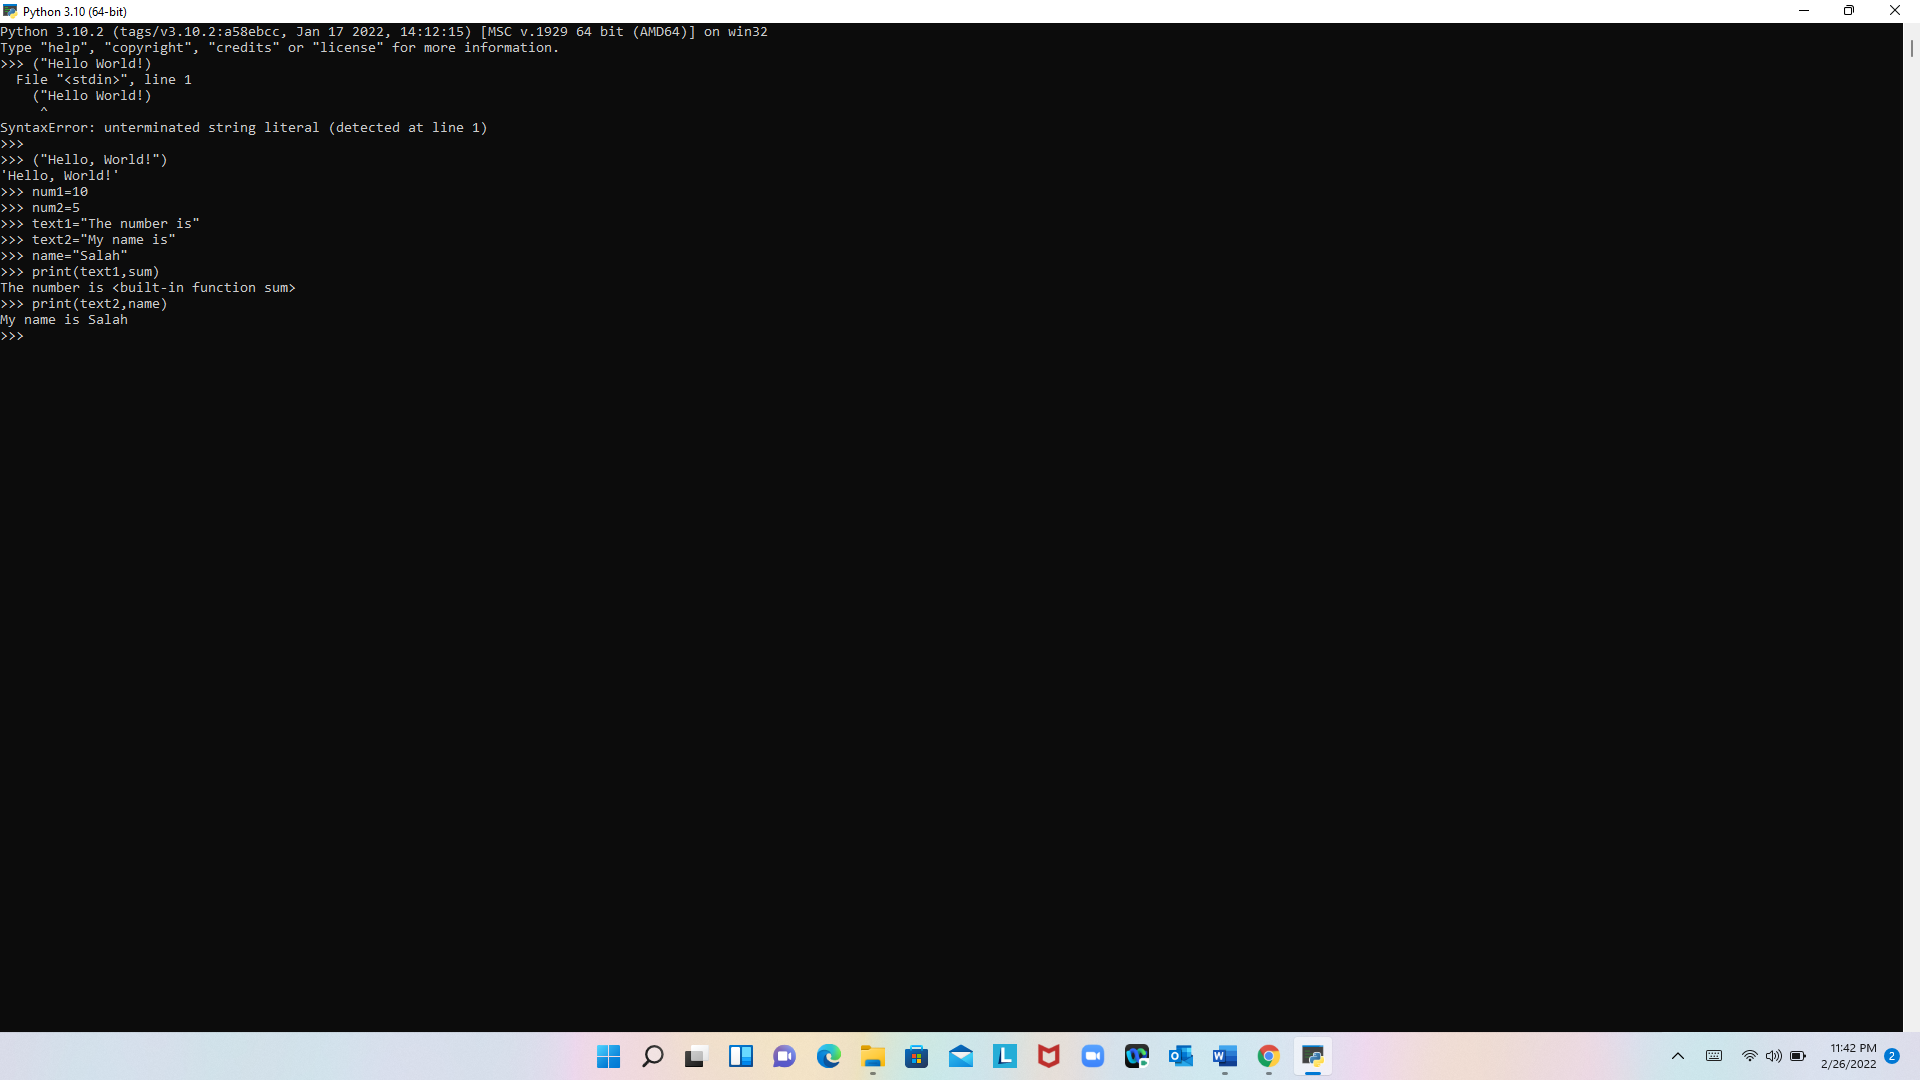 Python 3.10 (64-bit)
Python 3.10.2 (tags/v3.10.2:a58ebcc, Jan 17 2022, 14:12:15) [MSC v.1929 64 bit (AMD64)] on win32
Type "help", "copyright", "credits" or "license" for more information.
>>> ("Hello World!)
  File "<stdin>", line 1
    ("Hello World!)
     ^
SyntaxError: unterminated string literal (detected at line 1)
>>>
>>> ("Hello, World!")
'Hello, World!'
>>> num1=10
>>> num2=5
>>> text1="The number is"
>>> text2="My name is"
>>> name="Salah"
>>> print(text1,sum)
The number is <built-in function sum>
>>> print(text2,name)
My name is Salah
>>>
11:42 PM
2/26/2022
2